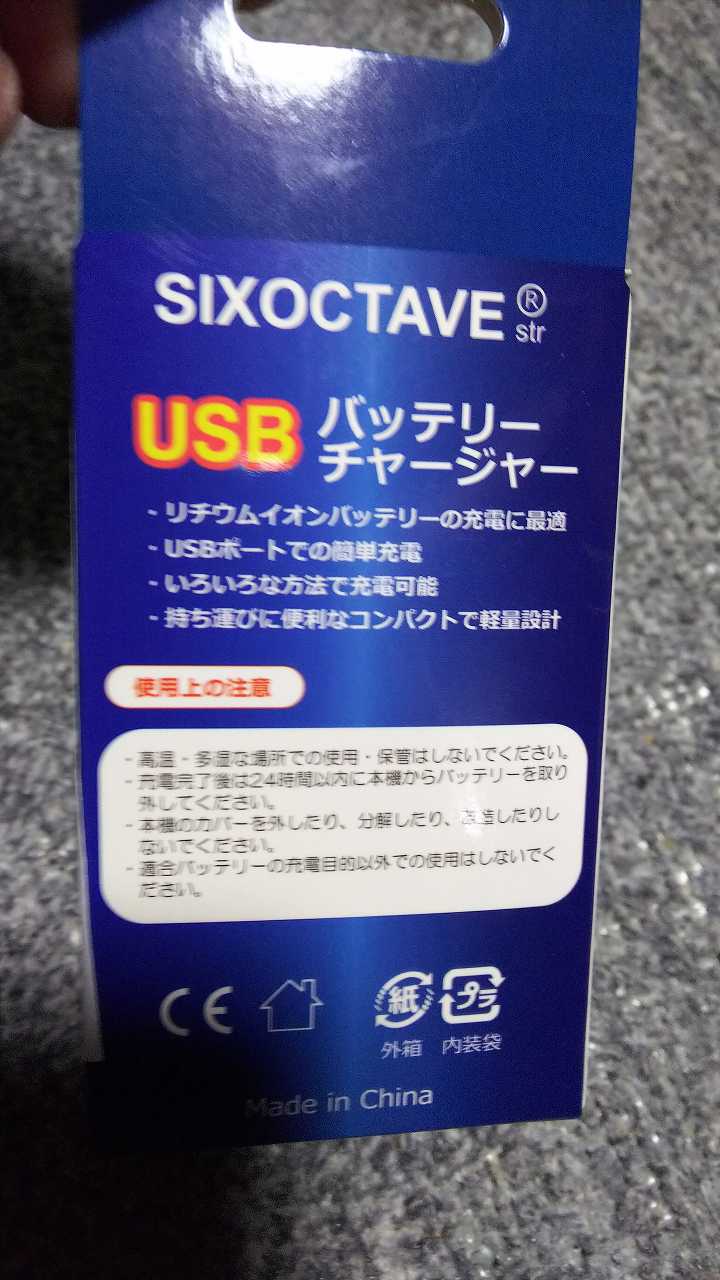 SIXOCTAVE ®
str
USB バッテリー
チャージャー
・リチウムイオンバッテリーの充電に最適
・USBポートでの簡単充電
・いろいろな方法で充電可能
・持ち運びに便利なコンパクトで軽量設計
使用上の注意
・高温・多湿な場所での使用・保管はしないでください。
・充電完了後は24時間以内に本機からバッテリーを取り
外してください。
・本機のカバーを外したり、分解したり、改造したりし
ないでください。
・適合バッテリーの充電目的以外での使用はしないでく
ださい。
CE 紙 プラ
外箱 内装袋
Made in China